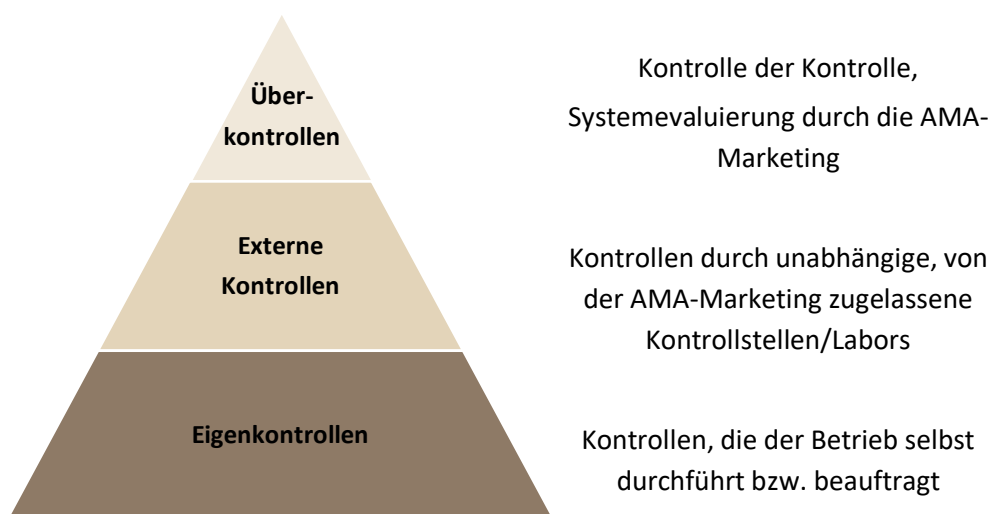 Über-
kontrollen
Kontrolle der Kontrolle,
Systemevaluierung durch die AMA-
Marketing
Externe
Kontrollen
Kontrollen durch unabhängige, von
der AMA-Marketing zugelassene
Kontrollstellen/Labors
Eigenkontrollen
Kontrollen, die der Betrieb selbst
durchführt bzw. beauftragt